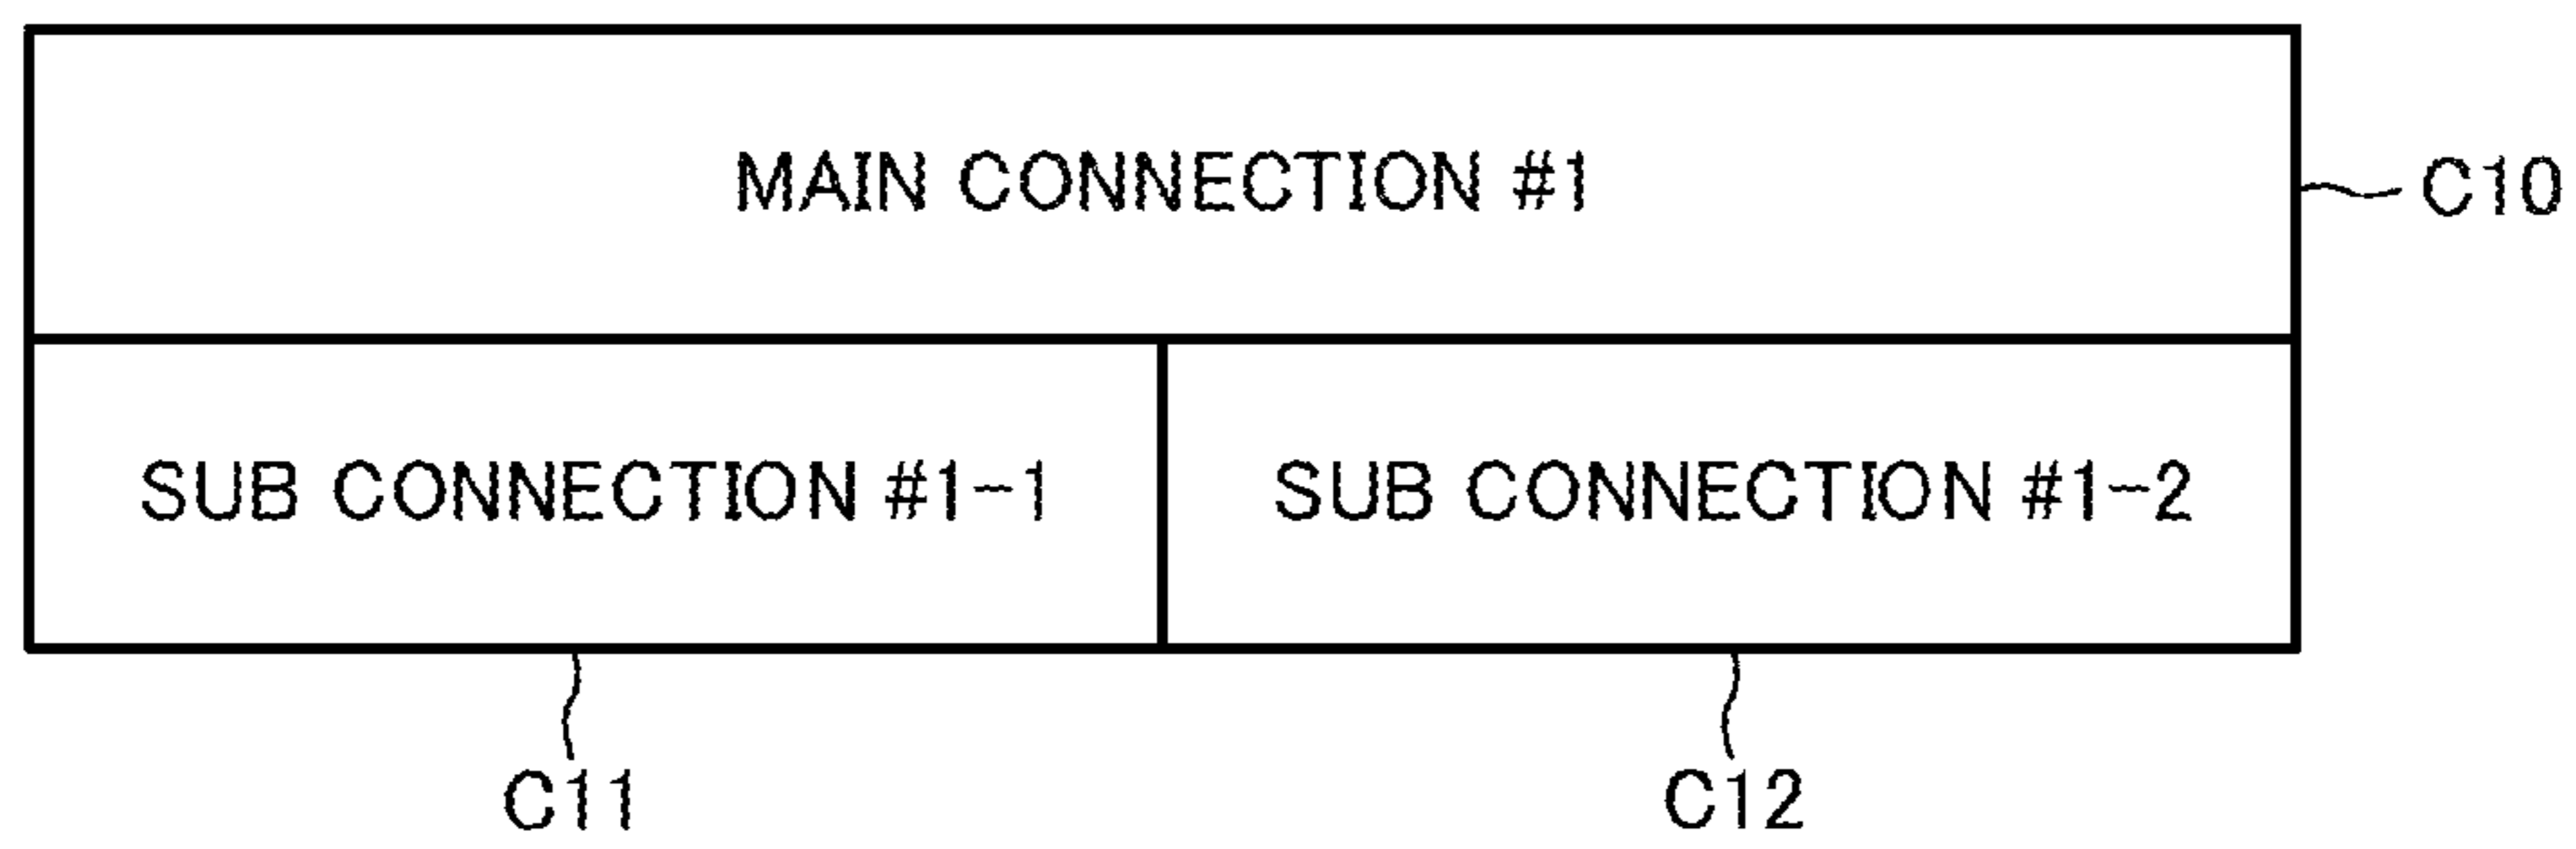 MAIN CONNECTION #1
C10
SUB CONNECTION #1-1
SUB CONNECTION #1-2
C11
C12